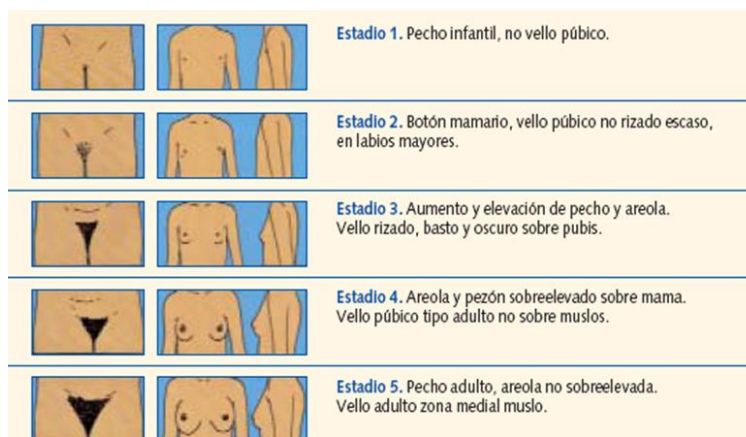 Estadio 1. Pecho infantil, no vello púbico.
Estadio 2. Botón mamario, vello púbico no rizado escaso,
en labios mayores.
Estadio 3. Aumento y elevación de pecho y areola.
Vello rizado, basto y oscuro sobre pubis.
Estadio 4. Areola y pezón sobreelevado sobre mama.
Vello púbico tipo adulto no sobre muslos.
Estadio 5. Pecho adulto, areola no sobreelevada.
Vello adulto zona medial muslo.